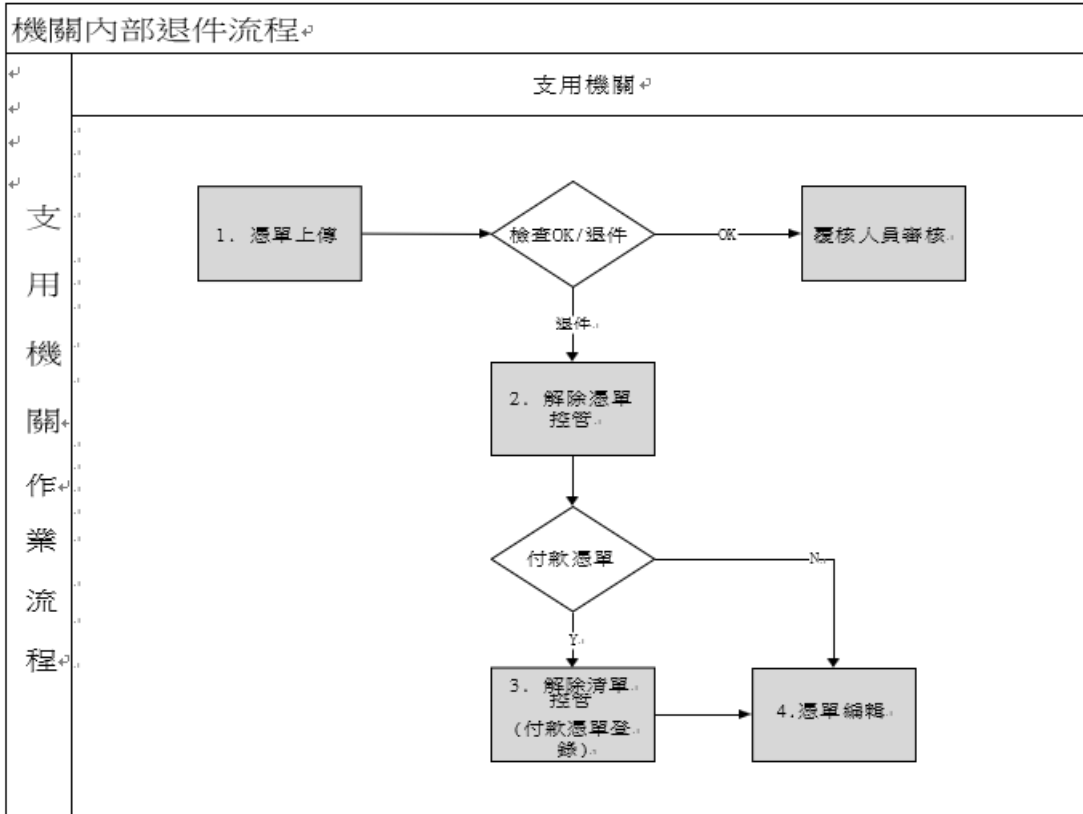 機關內部退件流程
支用機關
支用機關作業流程
1. 憑單上傳
檢查OK/退件
OK
覆核人員審核
退件
2. 解除憑單
控管
付款憑單
N
Y
3. 解除清單
控管
(付款憑單登
錄)
4.憑單編輯